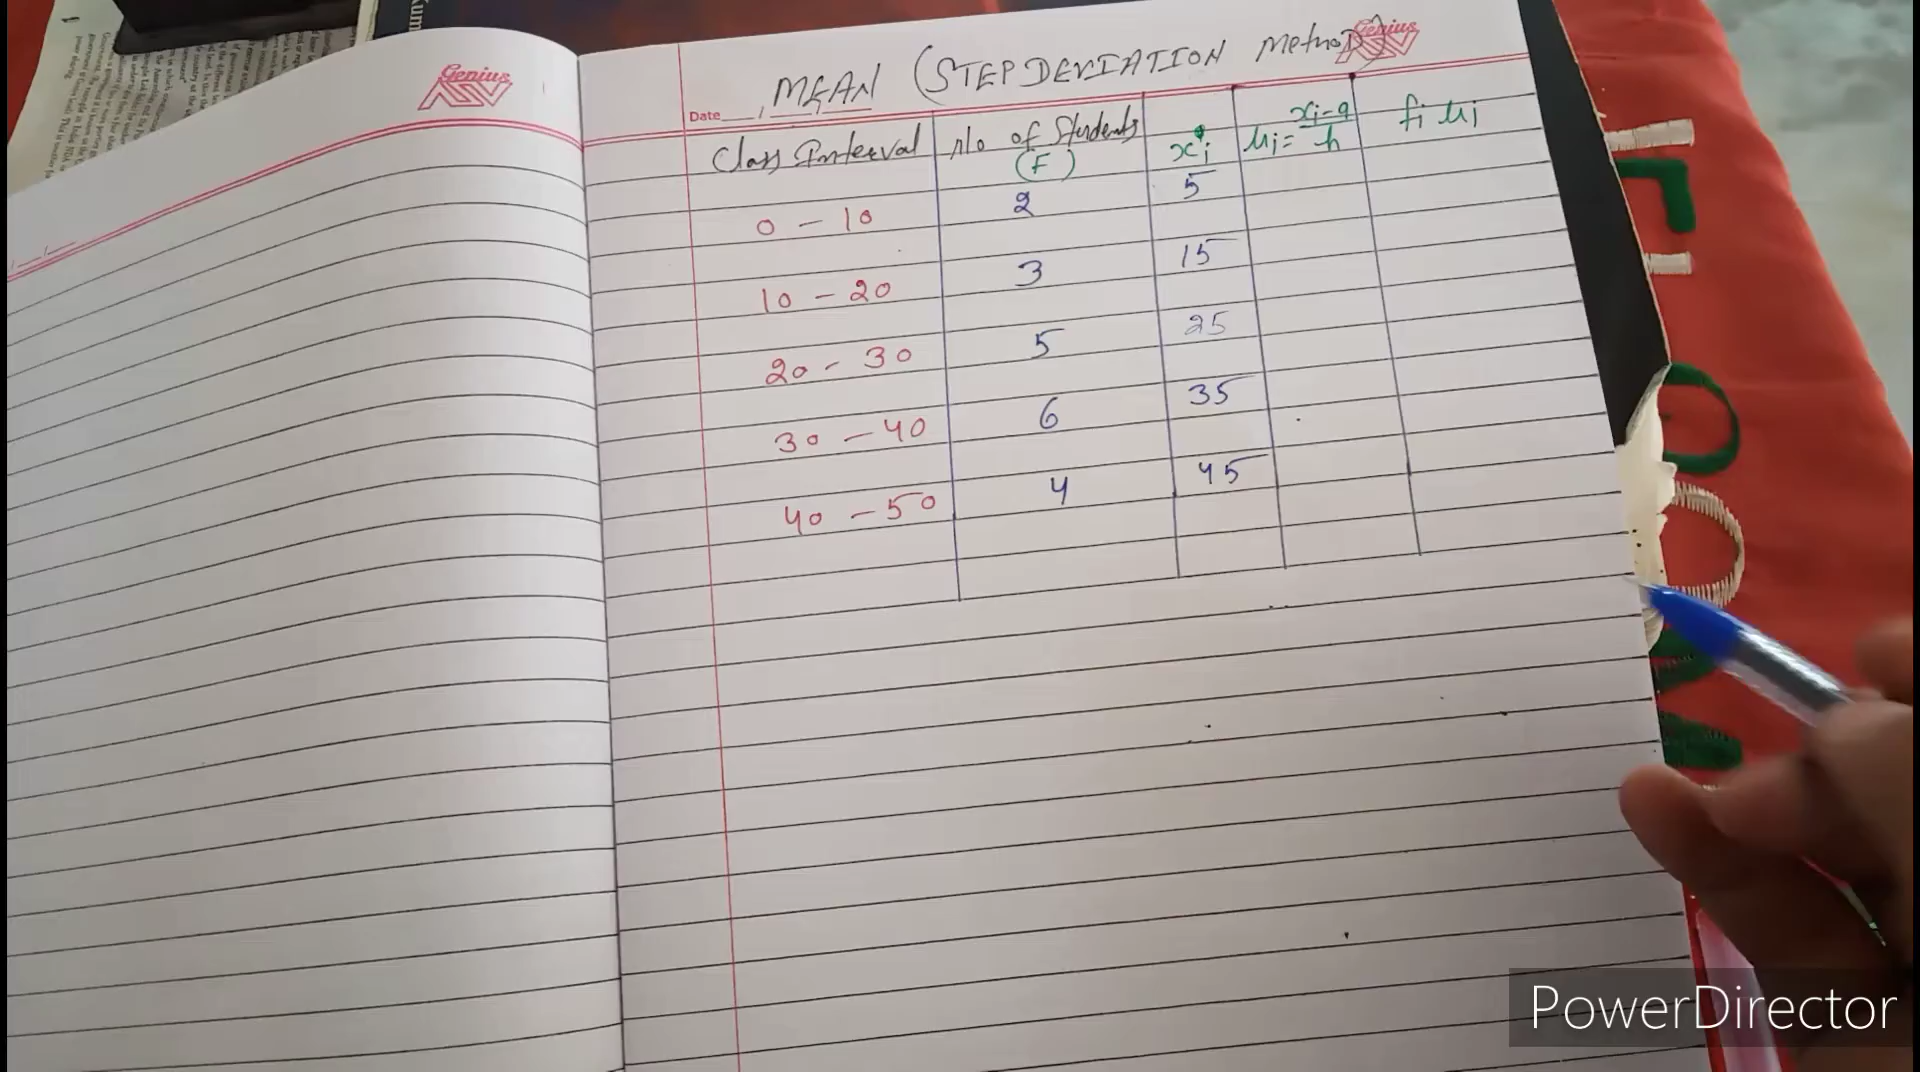 Genius
Genius
MEAN (STEP DEVIATION Method)
Date
Class Interval No of Students (F) xi ui = xi-a/h fi ui
0 - 10 2 5
10 - 20 3 15
20 - 30 5 25
30 - 40 6 35
40 - 50 4 45
PowerDirector